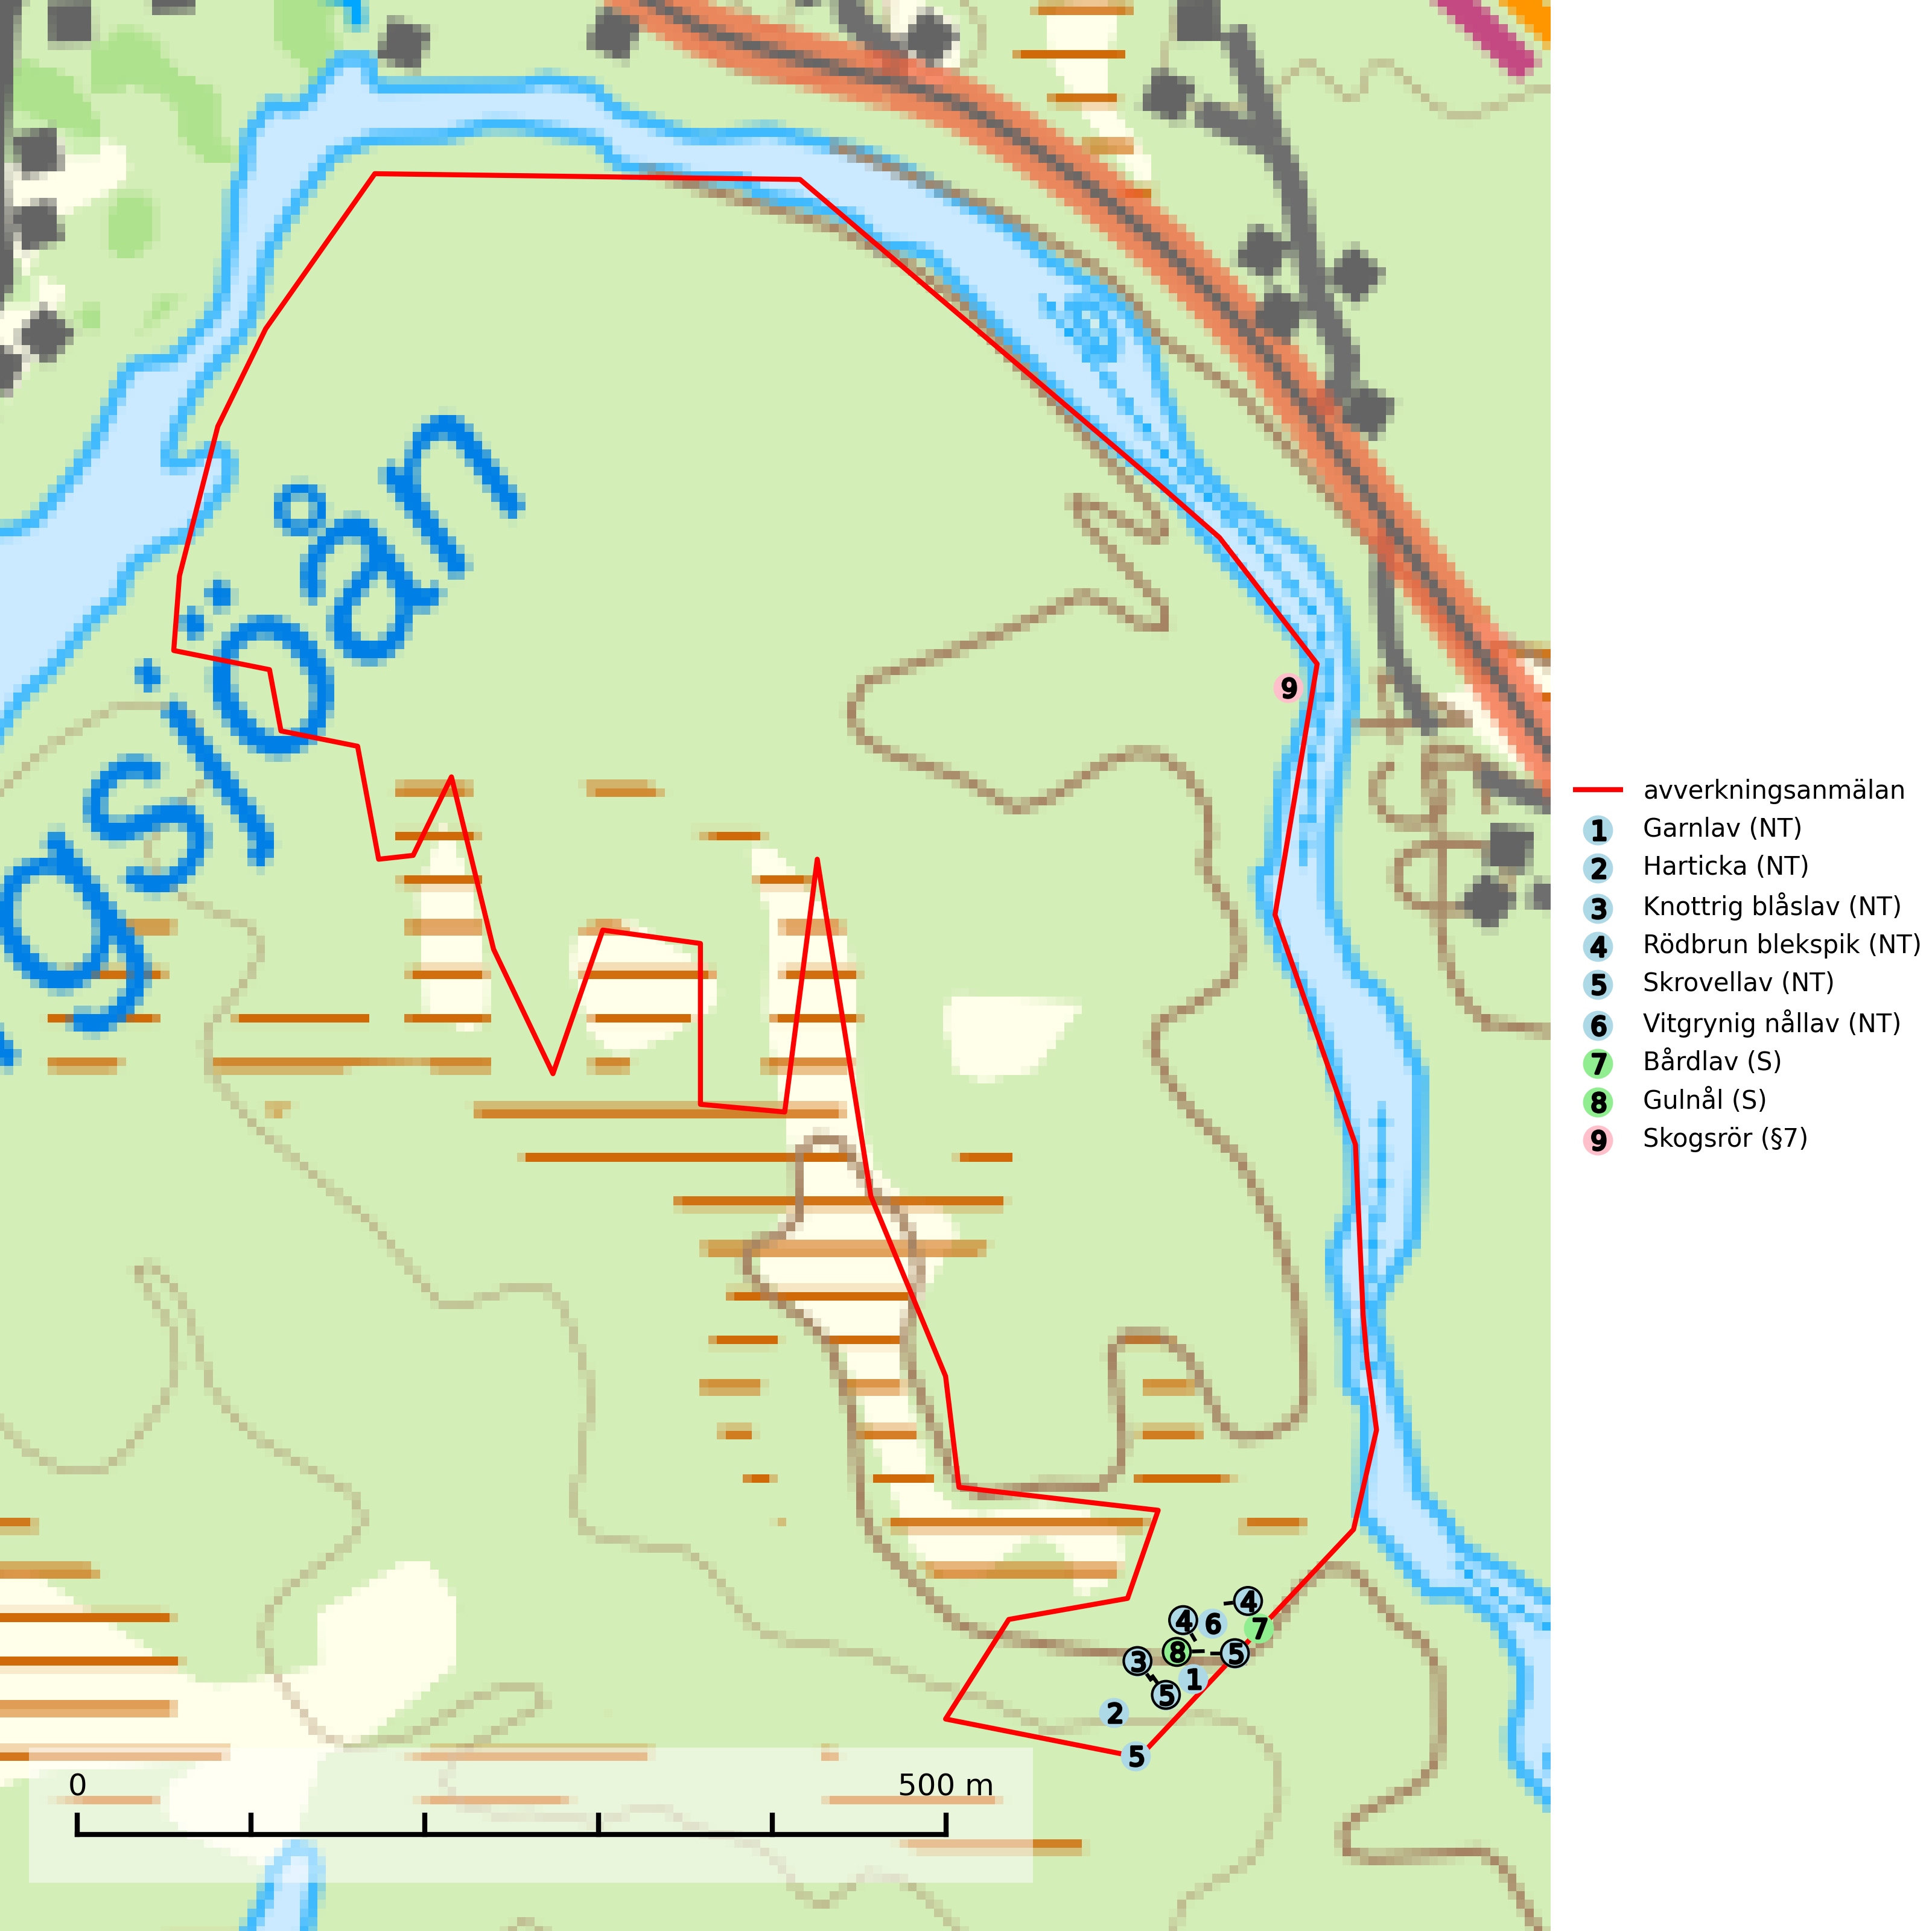 gsjöån
9
4
4
6
7
8
5
3
1
5
2
5
0
500 m
avverkningsanmälan
1 Garnlav (NT)
2 Harticka (NT)
3 Knottrig blåslav (NT)
4 Rödbrun blekspik (NT)
5 Skrovellav (NT)
6 Vitgrynig nållav (NT)
7 Bårdlav (S)
8 Gulnål (S)
9 Skogsrör (§7)